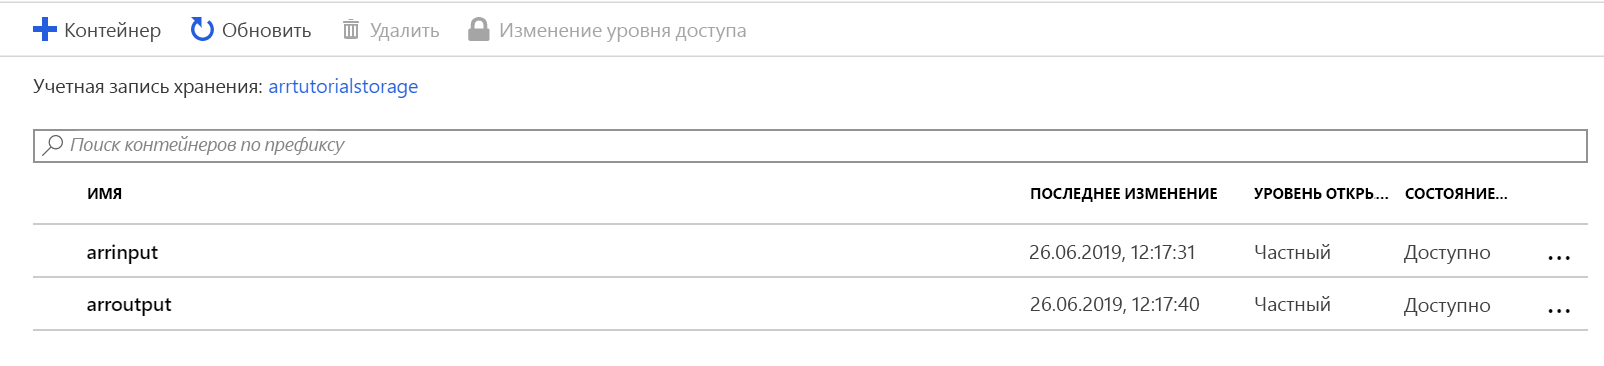 Контейнер Обновить Удалить Изменение уровня доступа
Учетная запись хранения: arrtutorialstorage
Поиск контейнеров по префиксу
ИМЯ ПОСЛЕДНЕЕ ИЗМЕНЕНИЕ УРОВЕНЬ ОТКРЬ... СОСТОЯНИЕ...
arrinput 26.06.2019, 12:17:31 Частный Доступно ...
arroutput 26.06.2019, 12:17:40 Частный Доступно ...